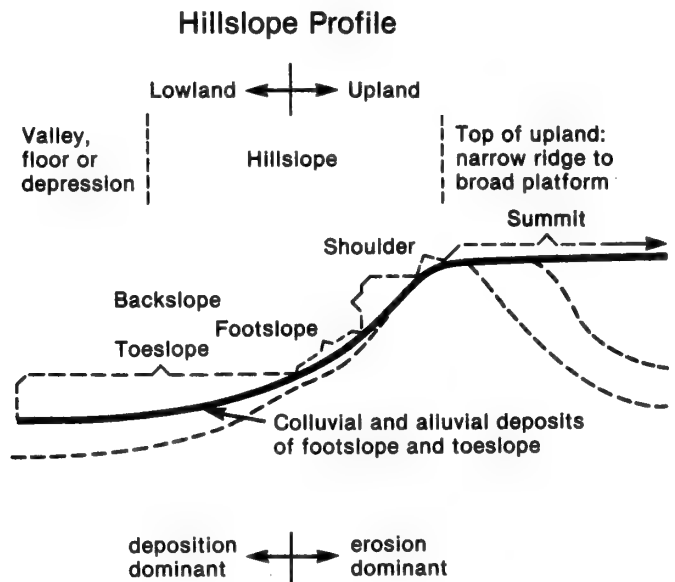 Hillslope Profile
Lowland
Upland
Valley,
floor or
depression
Hillslope
Top of upland:
narrow ridge to
broad platform
Summit
Shoulder
Backslope
Footslope
Toeslope
Colluvial and alluvial deposits
of footslope and toeslope
deposition
dominant
erosion
dominant